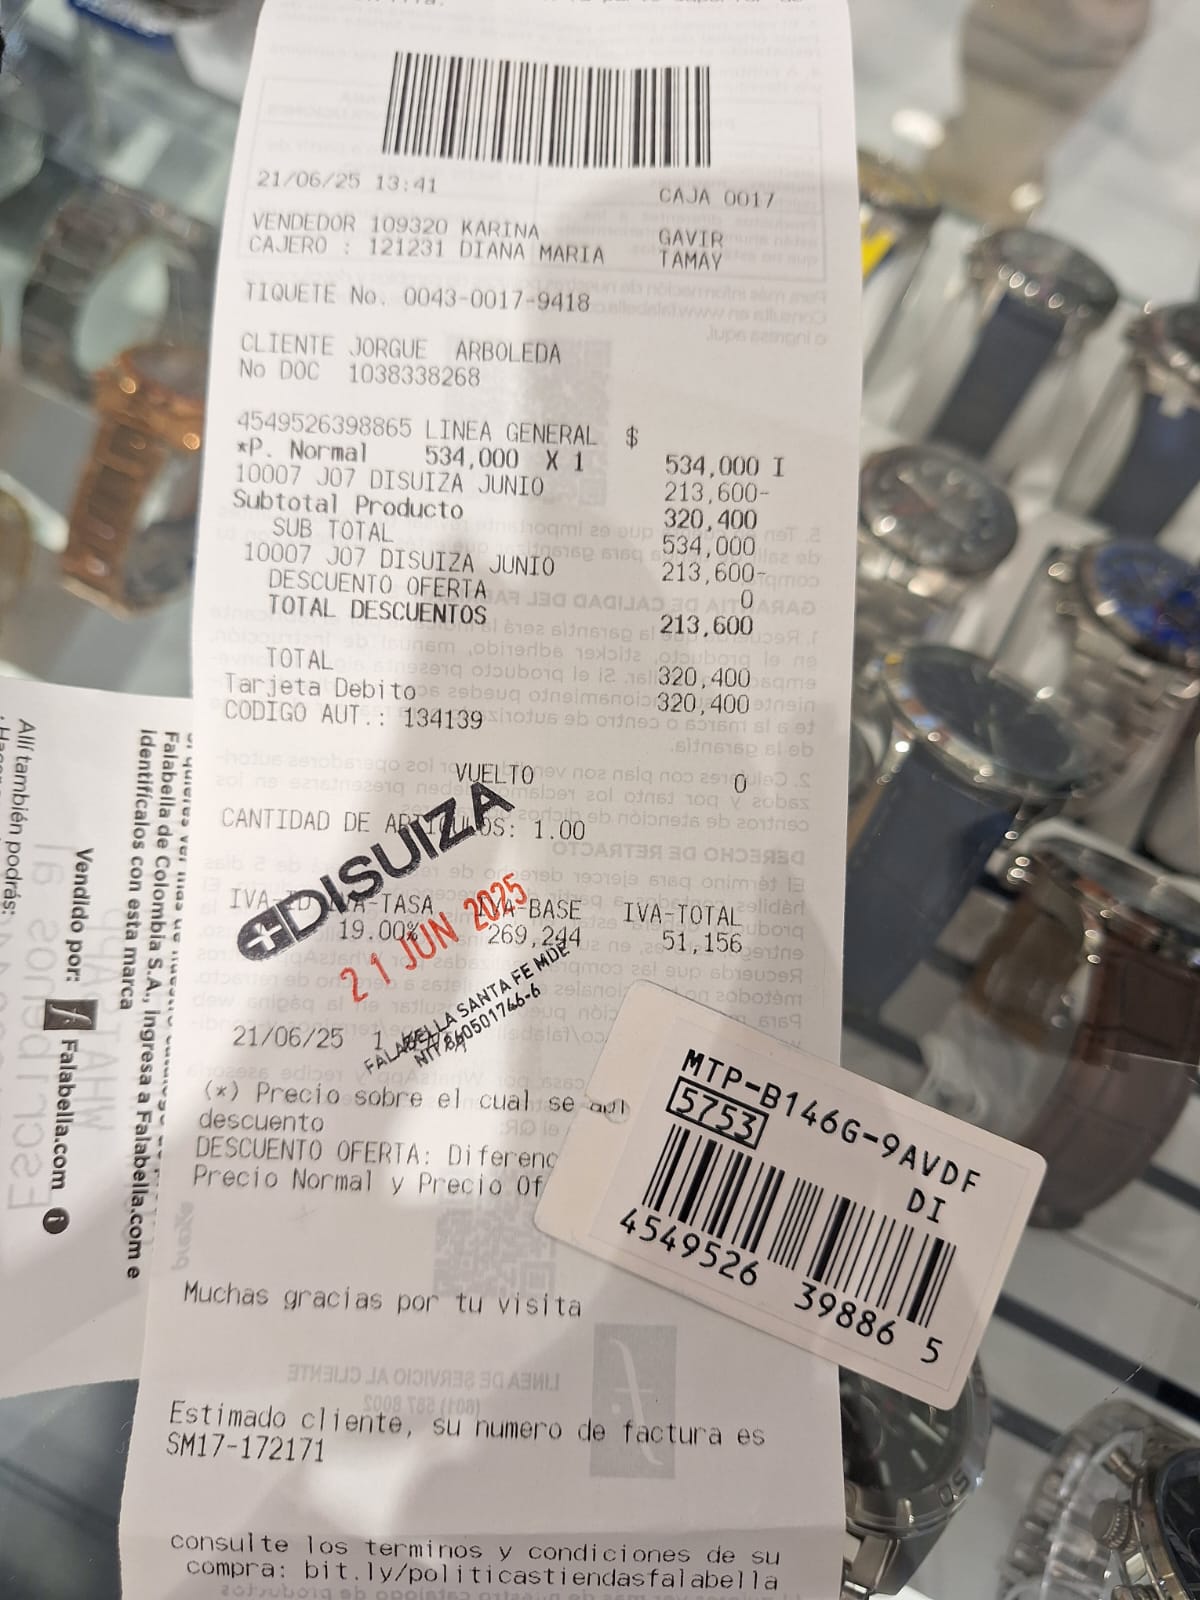 21/06/25 13:41 CAJA 0017
VENDEDOR 109320 KARINA GAVIR
CAJERO : 121231 DIANA MARIA TAMAY
TIQUETE No. 0043-0017-9418
CLIENTE JORGUE ARBOLEDA
No DOC 1038338268
4549526398865 LINEA GENERAL $
*P. Normal 534,000 X 1 534,000 I
10007 J07 DISUIZA JUNIO 213,600-
Subtotal Producto 320,400
SUB TOTAL 534,000
10007 J07 DISUIZA JUNIO 213,600-
DESCUENTO OFERTA 0
TOTAL DESCUENTOS 213,600
TOTAL 320,400
Tarjeta Debito 320,400
CODIGO AUT.: 134139
VUELTO 0
CANTIDAD DE OS: 1.00
DISUIZA
IVA- -TASA -BASE IVA-TOTAL
19.00% 269,244 51,156
21 JUN 2025
FALABELLA SANTA FE MDE
NIT 860501746-6
21/06/25 1
(*) Precio sobre el cual se
descuento
DESCUENTO OFERTA: Diferenc
Precio Normal y Precio Of
Muchas gracias por tu visita
Estimado cliente, su numero de factura es
SM17-172171
consulte los terminos y condiciones de su
compra: bit.ly/politicastiendasfalabella
MTP-B146G-9AVDF
5753 DI
4549526 39886 5
Falabella de Colombia S.A., ingresa a Falabella.com e
identifícalos con esta marca
Vendido por: Falabella.com
Allí también podrás: